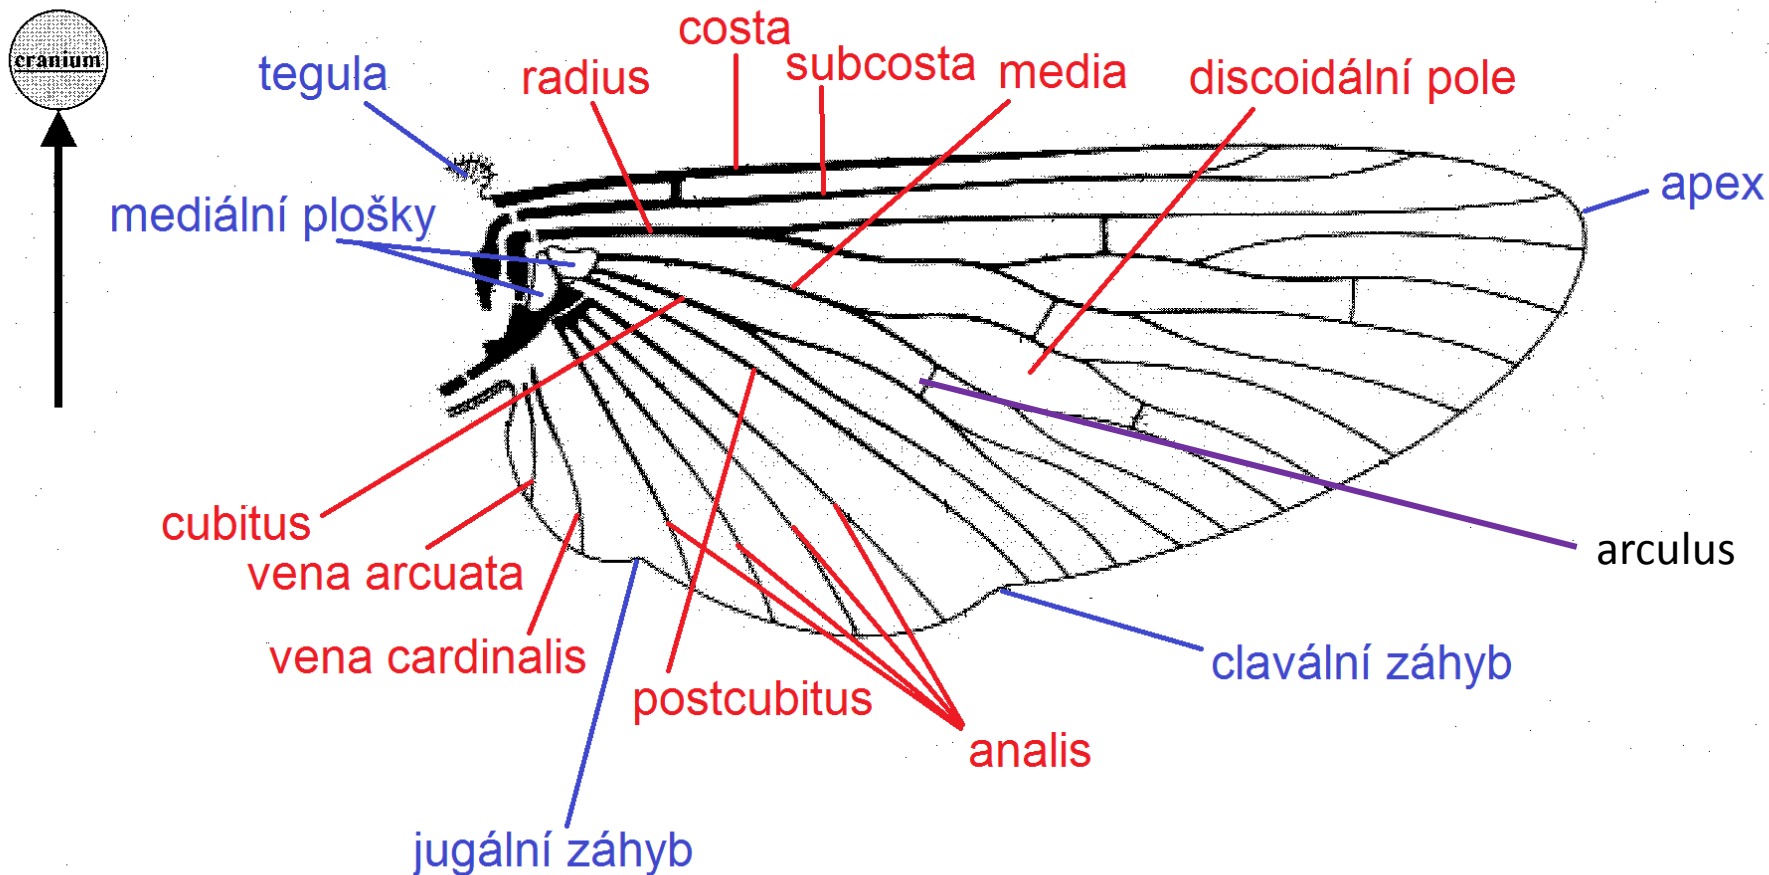 costa
cranium
tegula
radius
subcosta
media
discoidální pole
apex
mediální plošky
cubitus
arculus
vena arcuata
vena cardinalis
clavální záhyb
postcubitus
analis
jugální záhyb